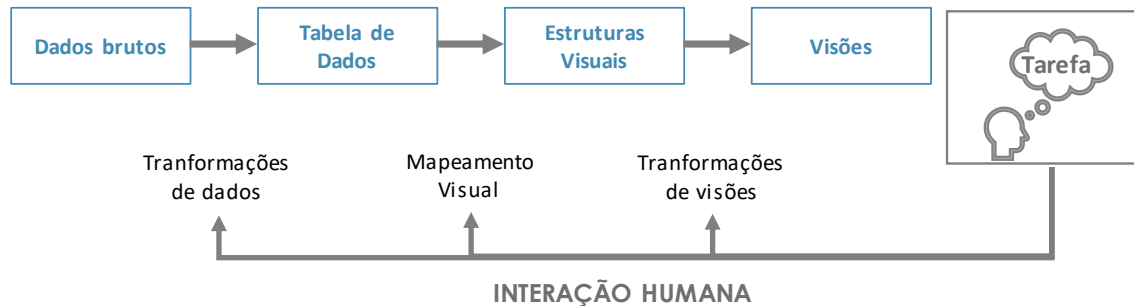 Dados brutos
Tabela de
Dados
Estruturas
Visuais
Visões
Tarefa
Tranformações
de dados
Mapeamento
Visual
Tranformações
de visões
INTERAÇÃO HUMANA